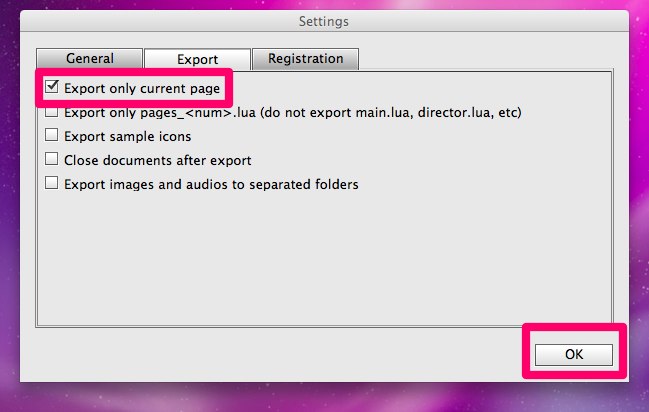 Settings
General Export Registration
Export only current page
Export only pages_<num>.lua (do not export main.lua, director.lua, etc)
Export sample icons
Close documents after export
Export images and audios to separated folders
OK